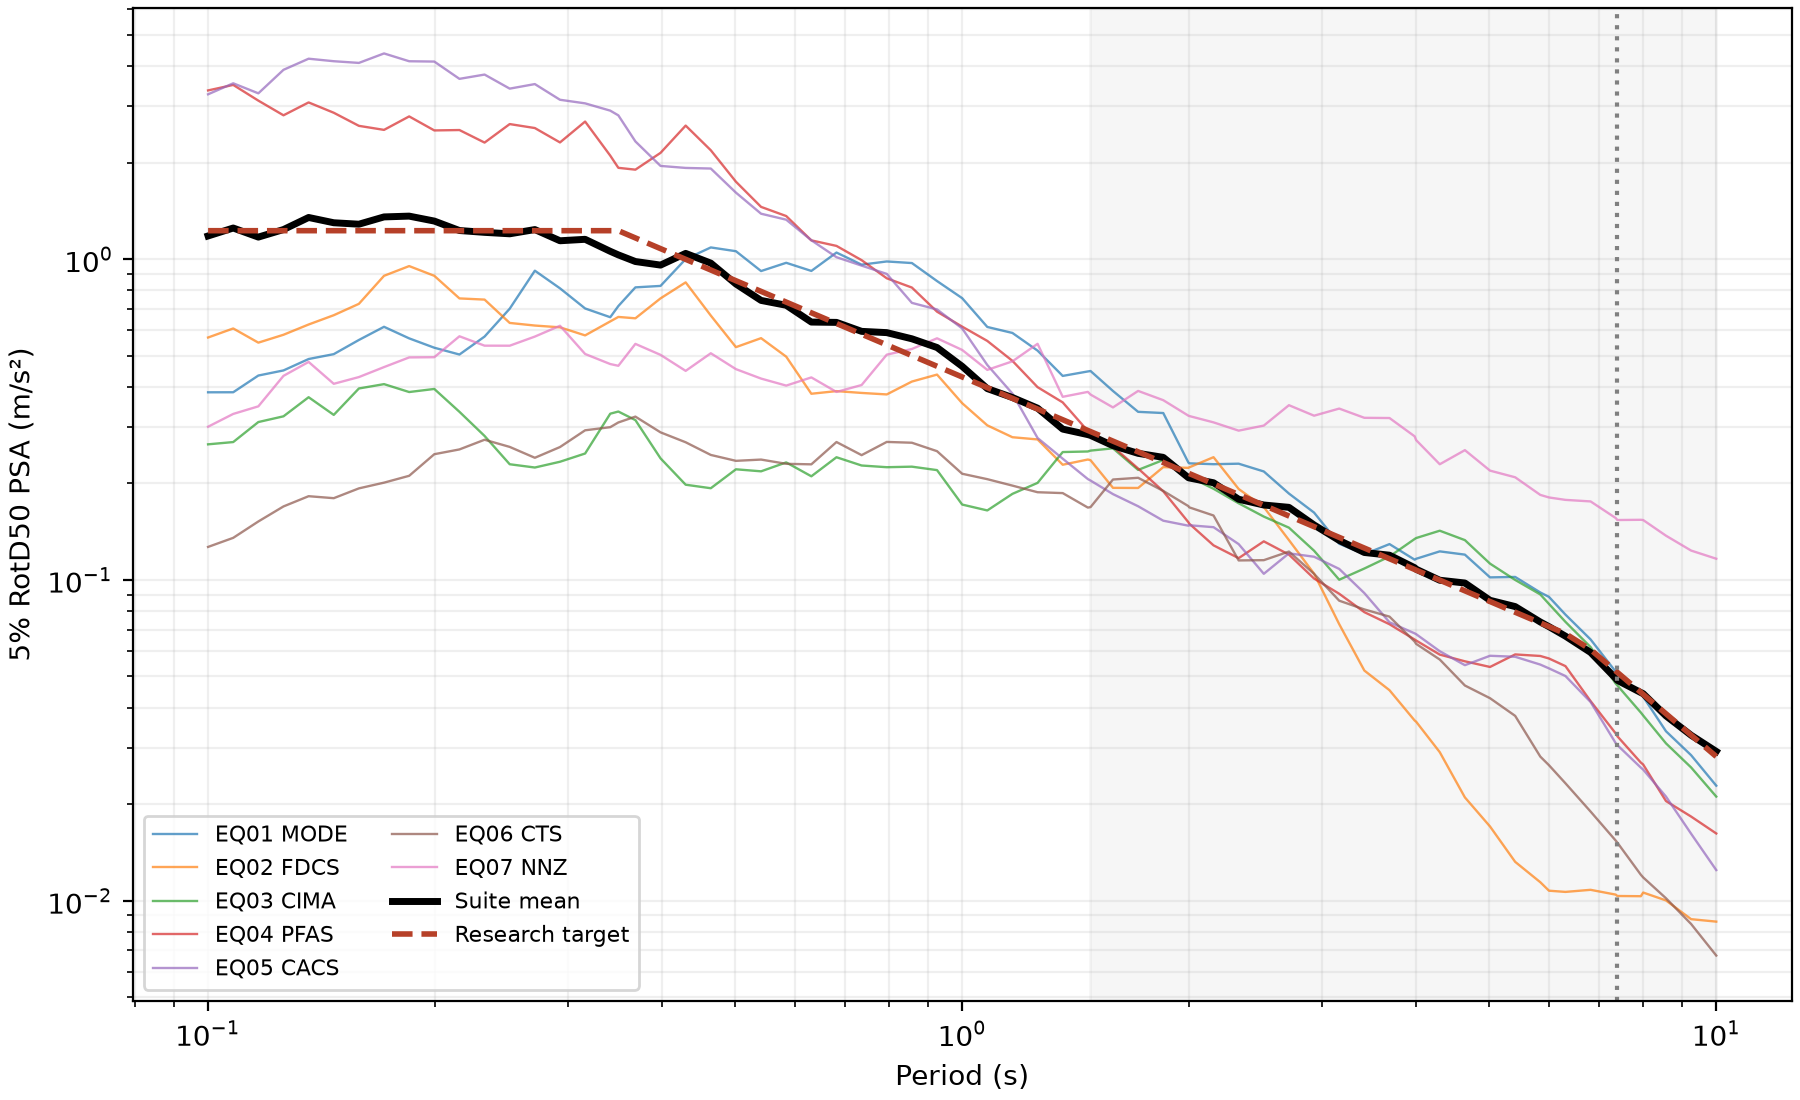 5% RotD50 PSA (m/s²)
10⁰
10⁻¹
10⁻²
EQ01 MODE
EQ02 FDCS
EQ03 CIMA
EQ04 PFAS
EQ05 CACS
EQ06 CTS
EQ07 NNZ
Suite mean
Research target
10⁻¹
10⁰
10¹
Period (s)